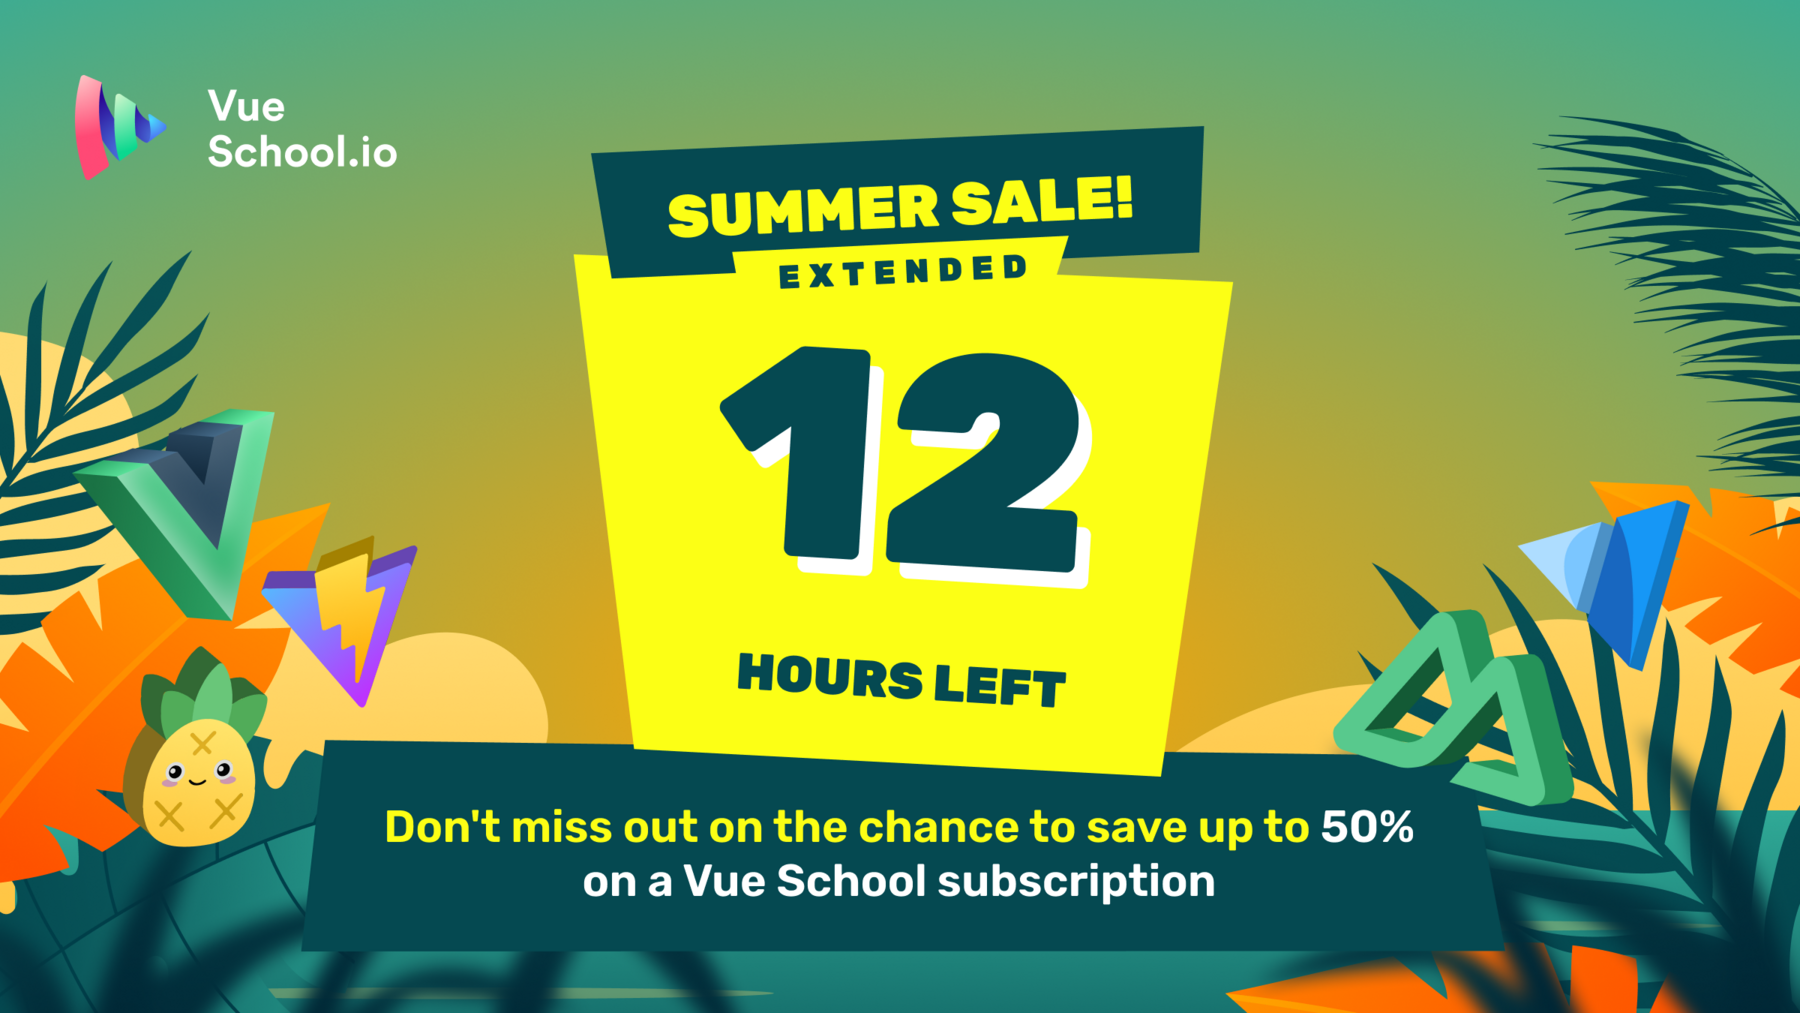 Vue
School.io
SUMMER SALE!
EXTENDED
12
HOURS LEFT
Don't miss out on the chance to save up to 50%
on a Vue School subscription